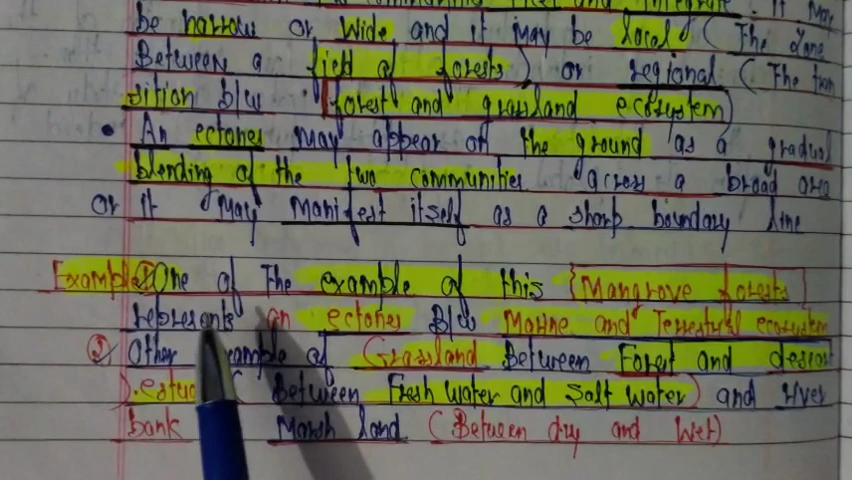 be narrow or wide and it may be local (The Zone
Between a field of forests) or regional (The tran
sition b/w (forest and grassland ecosystem)
• An ectones may appear on the ground as a gradual
blending of the two communities across a broad area
or it may manifest itself as a sharp boundary line
Example ① One of the example of this [Mangrove forests]
represents an ectones B/w Marine and Terrestrial ecosystem
② Other example of Grassland Between Forest and desert
Between Fresh water and Salt water) and river
bank Marsh land (Between dry and wet)